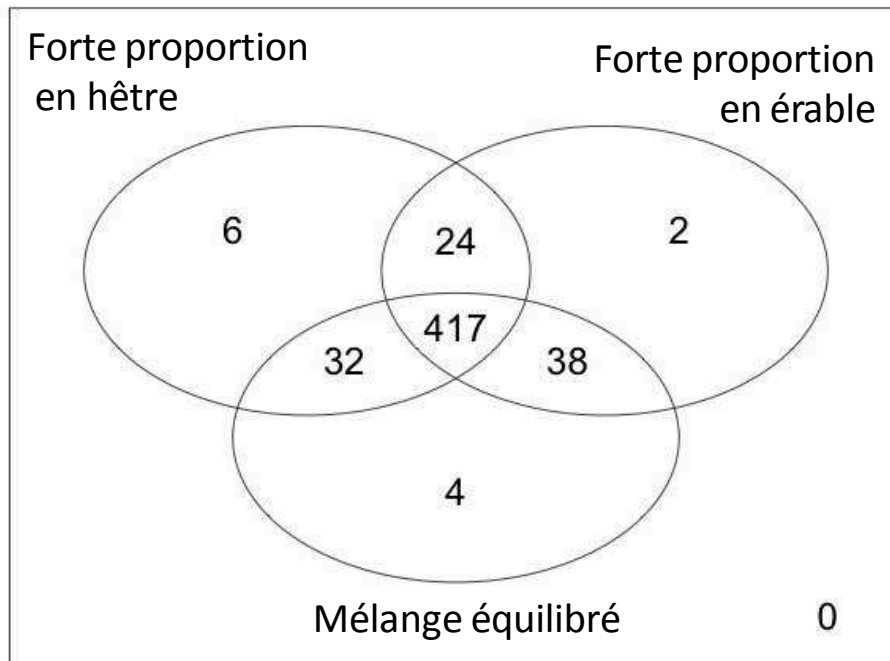 Forte proportion
en hêtre
Forte proportion
en érable
6
24
2
417
32
38
4
Mélange équilibré
0